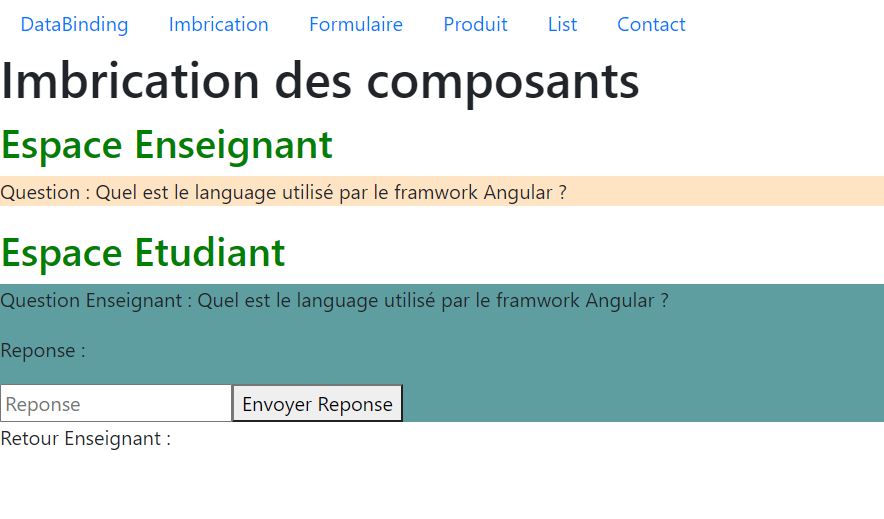 DataBinding Imbrication Formulaire Produit List Contact
Imbrication des composants
Espace Enseignant
Question : Quel est le language utilisé par le framwork Angular ?
Espace Etudiant
Question Enseignant : Quel est le language utilisé par le framwork Angular ?
Reponse :
Reponse Envoyer Reponse
Retour Enseignant :